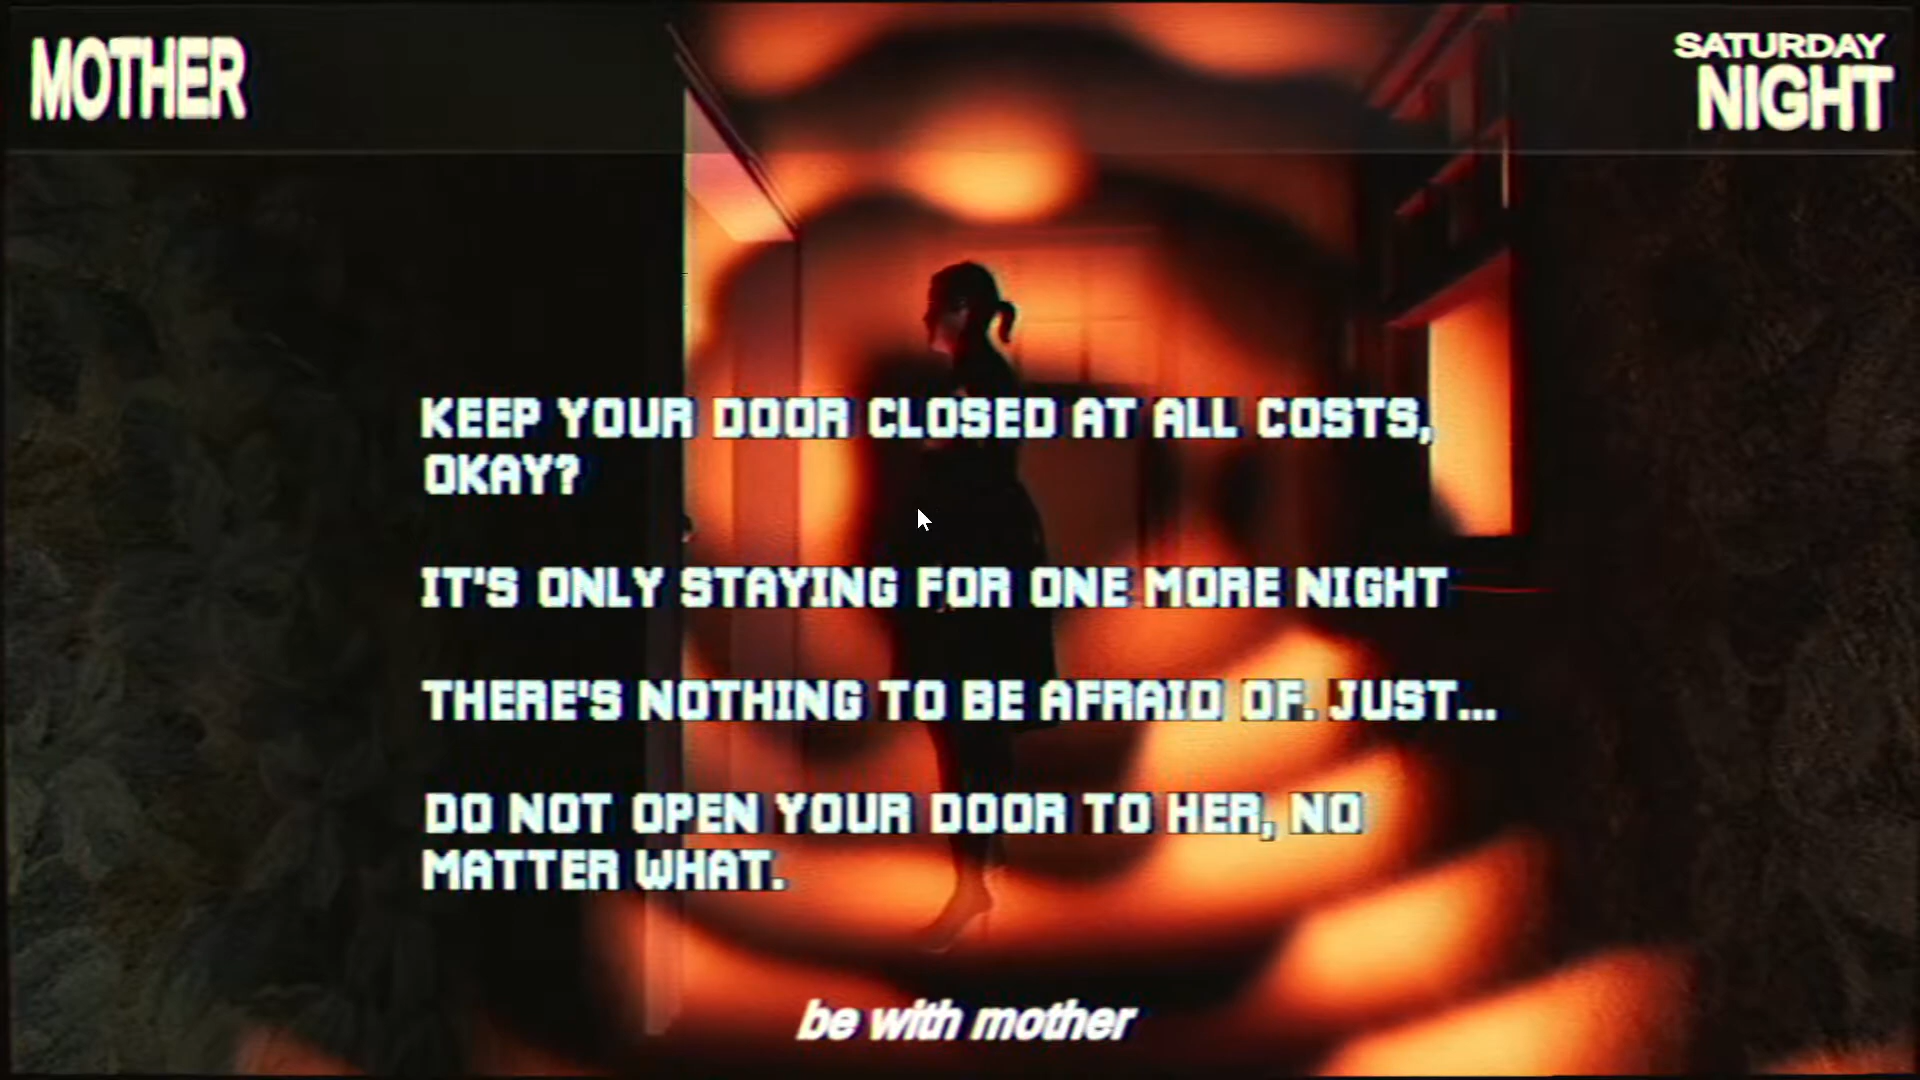 MOTHER
SATURDAY
NIGHT
KEEP YOUR DOOR CLOSED AT ALL COSTS,
OKAY?
IT'S ONLY STAYING FOR ONE MORE NIGHT
THERE'S NOTHING TO BE AFRAID OF. JUST...
DO NOT OPEN YOUR DOOR TO HER, NO
MATTER WHAT.
be with mother